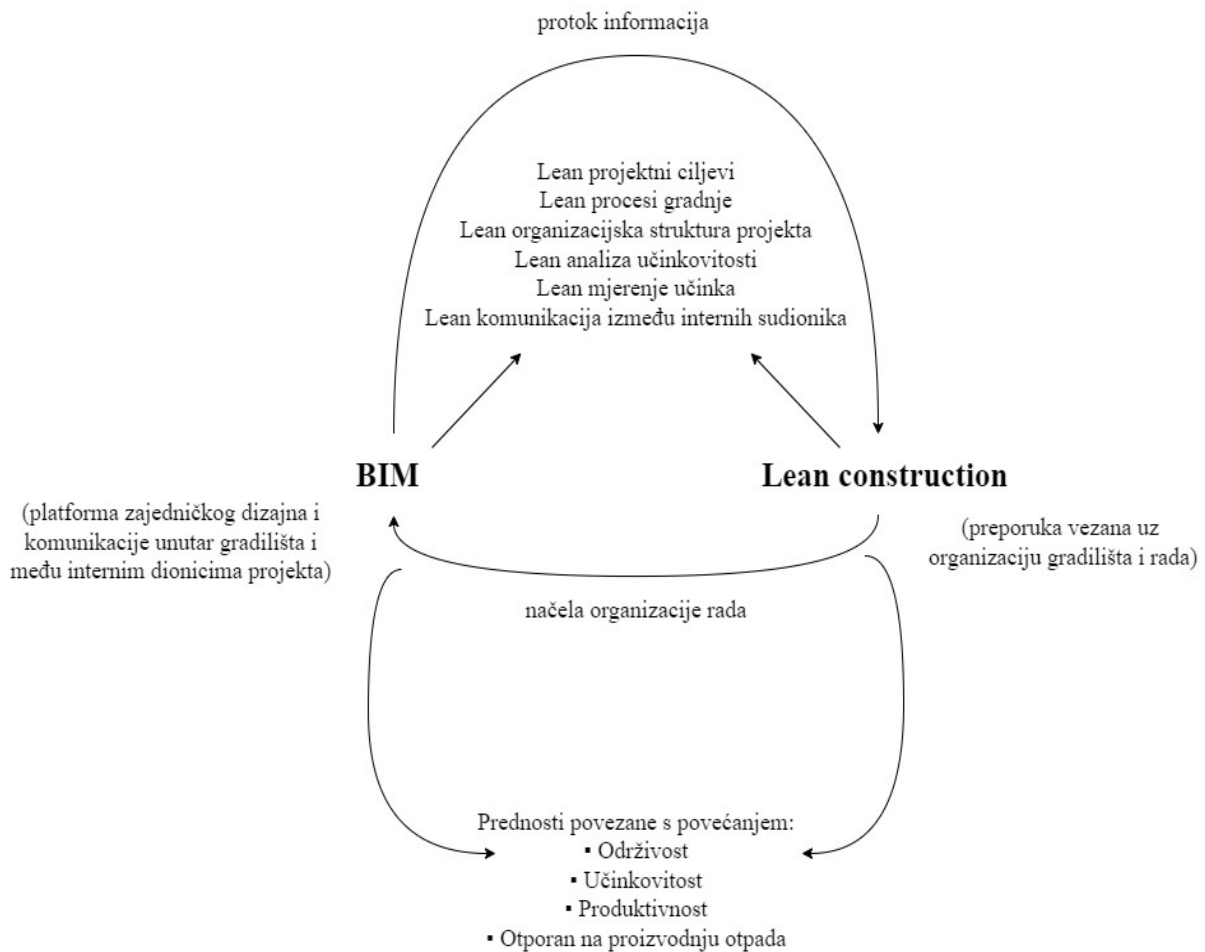 protok informacija
Lean projektni ciljevi
Lean procesi gradnje
Lean organizacijska struktura projekta
Lean analiza učinkovitosti
Lean mjerenje učinka
Lean komunikacija između internih sudionika
BIM
Lean construction
(platforma zajedničkog dizajna i
komunikacije unutar gradilišta i
među internim dionicima projekta)
(preporuka vezana uz
organizaciju gradilišta i rada)
načela organizacije rada
Prednosti povezane s povećanjem:
▪ Održivost
▪ Učinkovitost
▪ Produktivnost
▪ Otporan na proizvodnju otpada